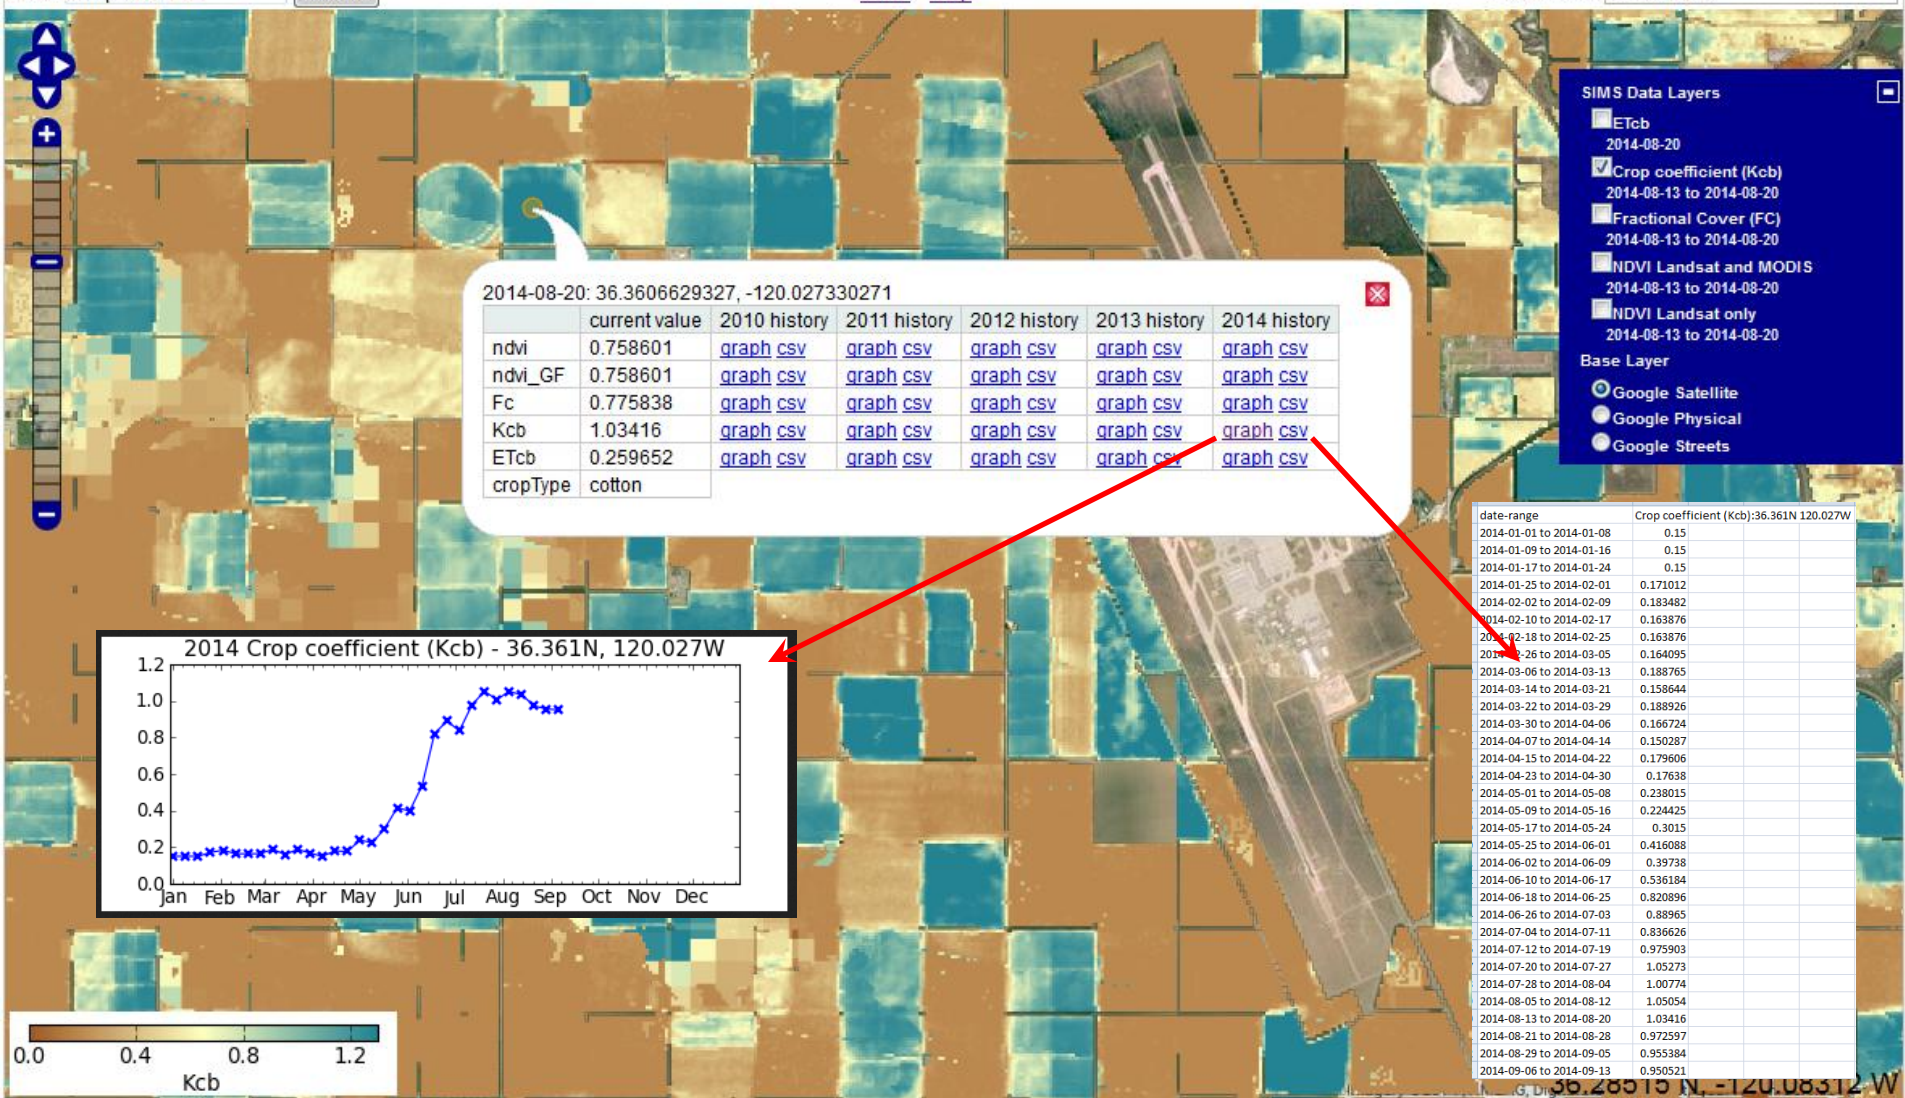 SIMS Data Layers
ETcb
2014-08-20
Crop coefficient (Kcb)
2014-08-13 to 2014-08-20
Fractional Cover (FC)
2014-08-13 to 2014-08-20
NDVI Landsat and MODIS
2014-08-13 to 2014-08-20
NDVI Landsat only
2014-08-13 to 2014-08-20
Base Layer
Google Satellite
Google Physical
Google Streets
2014-08-20: 36.3606629327, -120.027330271
current value 2010 history 2011 history 2012 history 2013 history 2014 history
ndvi 0.758601 graph csv graph csv graph csv graph csv graph csv
ndvi_GF 0.758601 graph csv graph csv graph csv graph csv graph csv
Fc 0.775838 graph csv graph csv graph csv graph csv graph csv
Kcb 1.03416 graph csv graph csv graph csv graph csv graph csv
ETcb 0.259652 graph csv graph csv graph csv graph csv graph csv
cropType cotton
date-range Crop coefficient (Kcb):36.361N 120.027W
2014-01-01 to 2014-01-08 0.15
2014-01-09 to 2014-01-16 0.15
2014-01-17 to 2014-01-24 0.15
2014-01-25 to 2014-02-01 0.171012
2014-02-02 to 2014-02-09 0.183482
2014-02-10 to 2014-02-17 0.163876
2014-02-18 to 2014-02-25 0.163876
2014-02-26 to 2014-03-05 0.164095
2014-03-06 to 2014-03-13 0.188765
2014-03-14 to 2014-03-21 0.158644
2014-03-22 to 2014-03-29 0.188926
2014-03-30 to 2014-04-06 0.166724
2014-04-07 to 2014-04-14 0.150287
2014-04-15 to 2014-04-22 0.179606
2014-04-23 to 2014-04-30 0.17638
2014-05-01 to 2014-05-08 0.238015
2014-05-09 to 2014-05-16 0.224425
2014-05-17 to 2014-05-24 0.3015
2014-05-25 to 2014-06-01 0.416088
2014-06-02 to 2014-06-09 0.39738
2014-06-10 to 2014-06-17 0.536184
2014-06-18 to 2014-06-25 0.820896
2014-06-26 to 2014-07-03 0.88965
2014-07-04 to 2014-07-11 0.836626
2014-07-12 to 2014-07-19 0.975903
2014-07-20 to 2014-07-27 1.05273
2014-07-28 to 2014-08-04 1.00774
2014-08-05 to 2014-08-12 1.05054
2014-08-13 to 2014-08-20 1.03416
2014-08-21 to 2014-08-28 0.972597
2014-08-29 to 2014-09-05 0.955384
2014-09-06 to 2014-09-13 0.950521
2014 Crop coefficient (Kcb) - 36.361N, 120.027W
1.2
1.0
0.8
0.6
0.4
0.2
0.0
Jan Feb Mar Apr May Jun Jul Aug Sep Oct Nov Dec
0.0 0.4 0.8 1.2
Kcb
36.28515 N, -120.08312 W